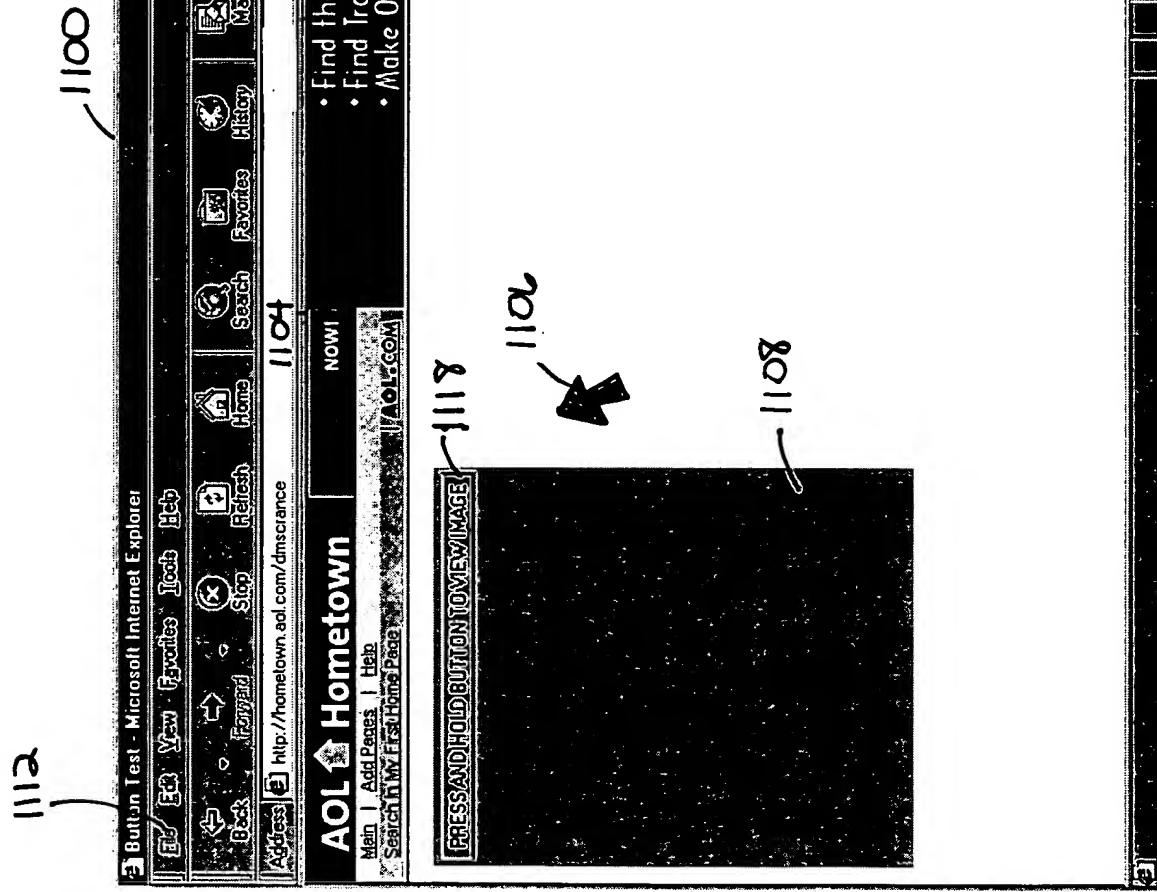 1112
1100
Button Test - Microsoft Internet Explorer
File Edit View Favorites Tools Help
Back Forward Stop Refresh Home Search Favorites History
Address http://hometown.aol.com/dmscrance
1104
AOL Hometown
NOW!
• Find
• Find
• Make
Main | Add Pages | Help
Search in My First Home Page
AOL.COM
1118
PRESS AND HOLD BUTTON TO VIEW IMAGE
1106
1108